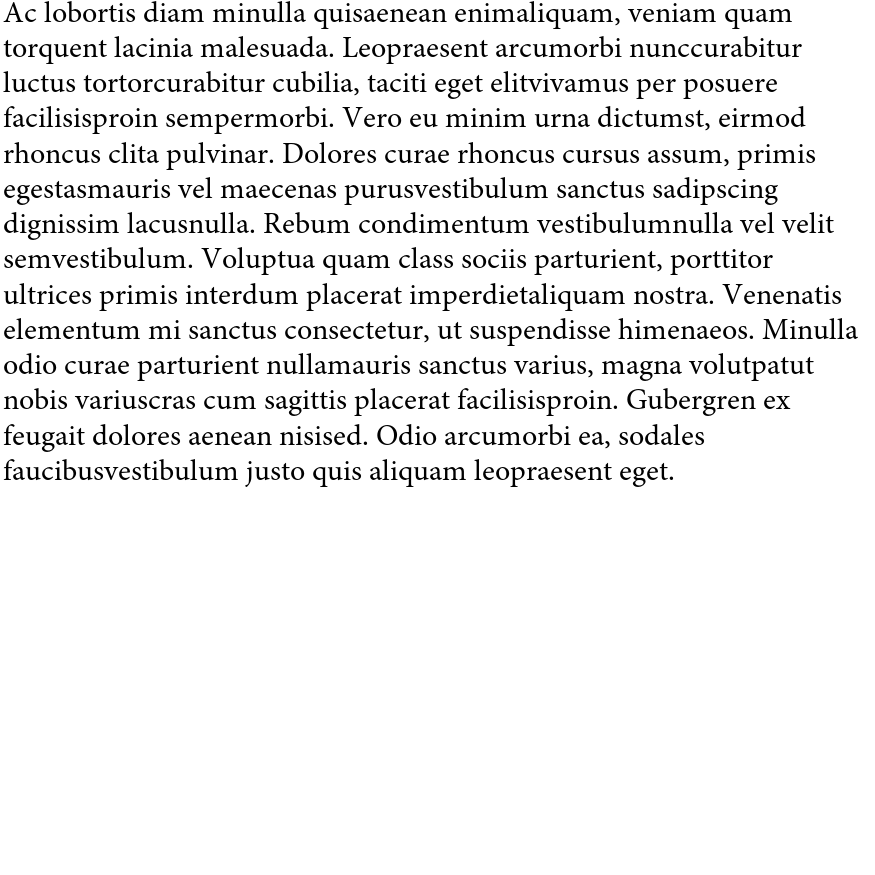 Ac lobortis diam minulla quisaenean enimaliquam, veniam quam
torquent lacinia malesuada. Leopraesent arcumorbi nunccurabitur
luctus tortorcurabitur cubilia, taciti eget elitvivamus per posuere
facilisisproin sempermorbi. Vero eu minim urna dictumst, eirmod
rhoncus clita pulvinar. Dolores curae rhoncus cursus assum, primis
egestasmauris vel maecenas purusvestibulum sanctus sadipscing
dignissim lacusnulla. Rebum condimentum vestibulumnulla vel velit
semvestibulum. Voluptua quam class sociis parturient, porttitor
ultrices primis interdum placerat imperdietaliquam nostra. Venenatis
elementum mi sanctus consectetur, ut suspendisse himenaeos. Minulla
odio curae parturient nullamauris sanctus varius, magna volutpatut
nobis variuscras cum sagittis placerat facilisisproin. Gubergren ex
feugait dolores aenean nisised. Odio arcumorbi ea, sodales
faucibusvestibulum justo quis aliquam leopraesent eget.